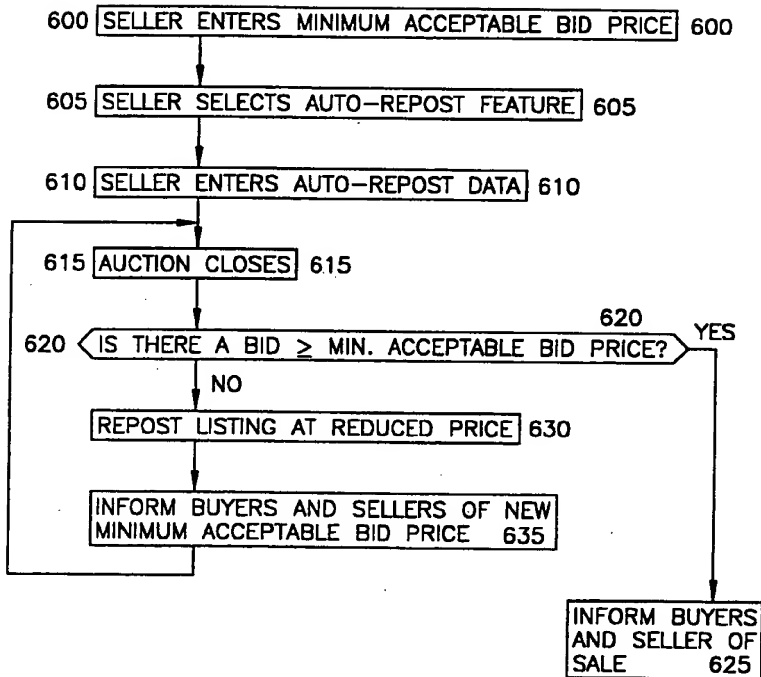 600 SELLER ENTERS MINIMUM ACCEPTABLE BID PRICE 600
605 SELLER SELECTS AUTO-REPOST FEATURE 605
610 SELLER ENTERS AUTO-REPOST DATA 610
615 AUCTION CLOSES 615
620
620 IS THERE A BID ≥ MIN. ACCEPTABLE BID PRICE? YES
NO
REPOST LISTING AT REDUCED PRICE 630
INFORM BUYERS AND SELLERS OF NEW
MINIMUM ACCEPTABLE BID PRICE 635
INFORM BUYERS
AND SELLER OF
SALE 625